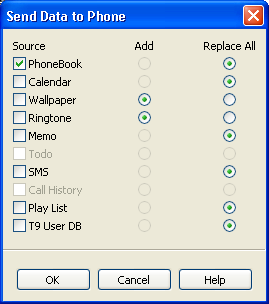 Send Data to Phone
Source Add Replace All
PhoneBook
Calendar
Wallpaper
Ringtone
Memo
Todo
SMS
Call History
Play List
T9 User DB
OK Cancel Help